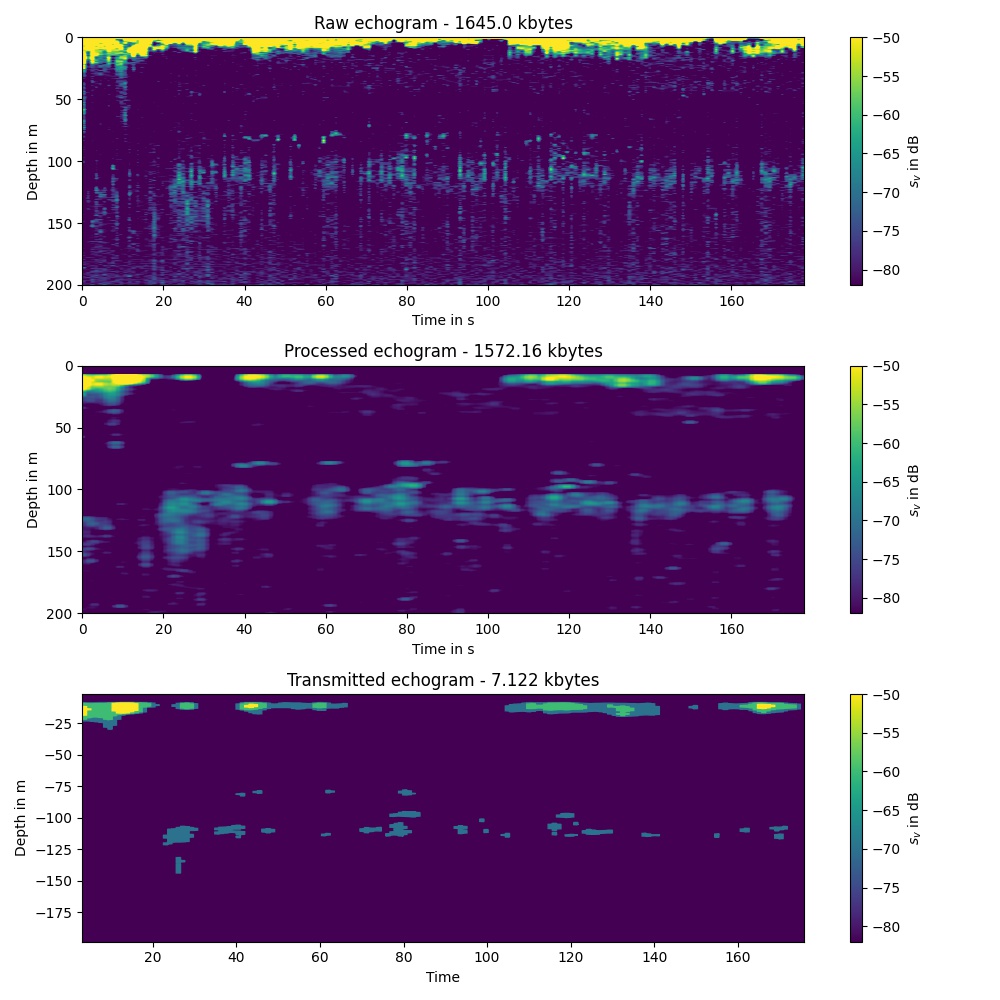 Raw echogram - 1645.0 kbytes
0
50
100
150
200
Depth in m
0 20 40 60 80 100 120 140 160
Time in s
−50
−55
−60
−65
−70
−75
−80
sv in dB
Processed echogram - 1572.16 kbytes
0
50
100
150
200
Depth in m
0 20 40 60 80 100 120 140 160
Time in s
−50
−55
−60
−65
−70
−75
−80
sv in dB
Transmitted echogram - 7.122 kbytes
−25
−50
−75
−100
−125
−150
−175
Depth in m
20 40 60 80 100 120 140 160
Time
−50
−55
−60
−65
−70
−75
−80
sv in dB